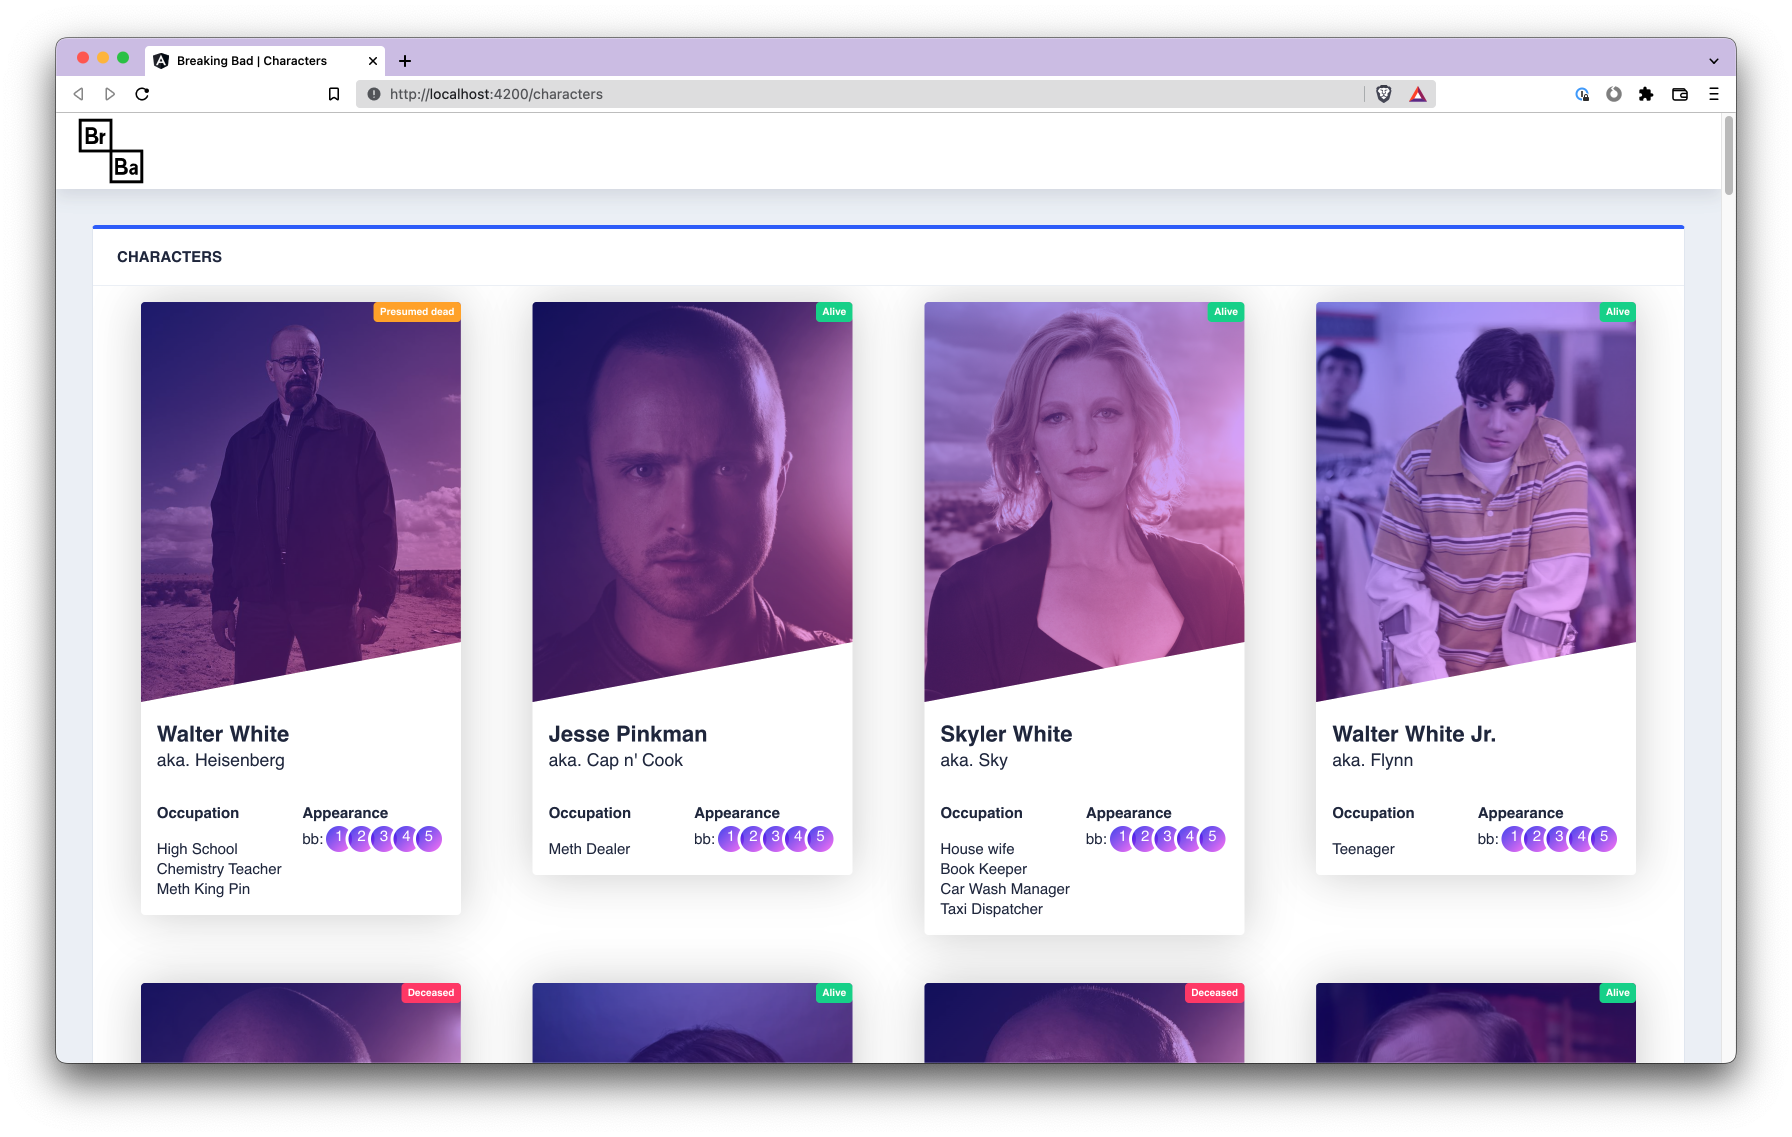 Breaking Bad | Characters
http://localhost:4200/characters
Br
Ba
CHARACTERS
Presumed dead
Alive
Alive
Alive
Walter White
aka. Heisenberg
Occupation
Appearance
bb: 1 2 3 4 5
High School
Chemistry Teacher
Meth King Pin
Jesse Pinkman
aka. Cap n' Cook
Occupation
Appearance
bb: 1 2 3 4 5
Meth Dealer
Skyler White
aka. Sky
Occupation
Appearance
bb: 1 2 3 4 5
House wife
Book Keeper
Car Wash Manager
Taxi Dispatcher
Walter White Jr.
aka. Flynn
Occupation
Appearance
bb: 1 2 3 4 5
Teenager
Deceased
Alive
Deceased
Alive